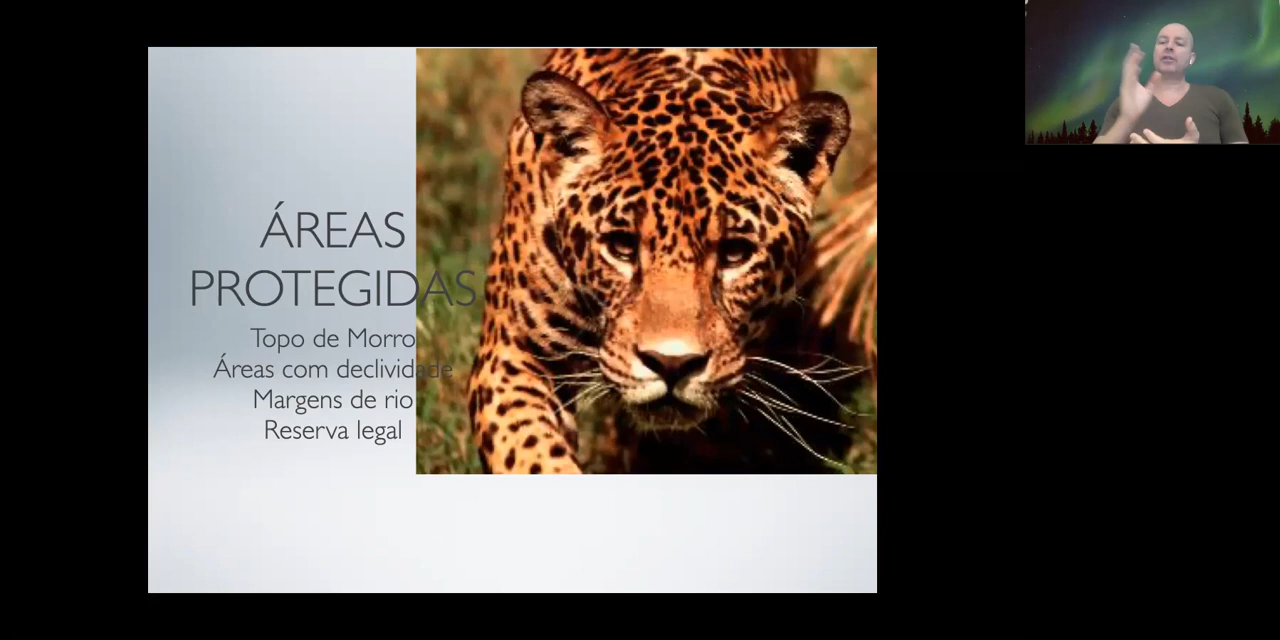 ÁREAS
PROTEGIDAS
Topo de Morro
Áreas com declividade
Margens de rio
Reserva legal